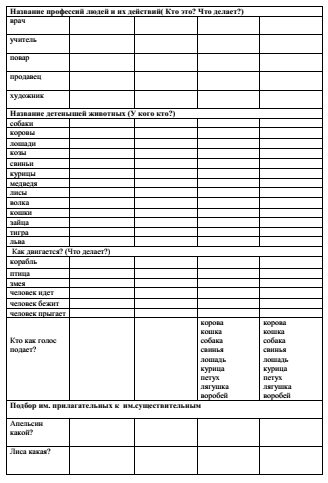 Название профессий людей и их действий( Кто это? Что делает?)
врач
учитель
повар
продавец
художник
Название детенышей животных (У кого кто?)
собаки
коровы
лошади
козы
свиньи
курицы
медведя
лисы
волка
кошки
зайца
тигра
льва
Как двигается? (Что делает?)
корабль
птица
змея
человек идет
человек бежит
человек прыгает
Кто как голос
подает?
корова
кошка
собака
свинья
лошадь
курица
петух
лягушка
воробей
корова
кошка
собака
свинья
лошадь
курица
петух
лягушка
воробей
Подбор им. прилагательных к им.существительным
Апельсин
какой?
Лиса какая?